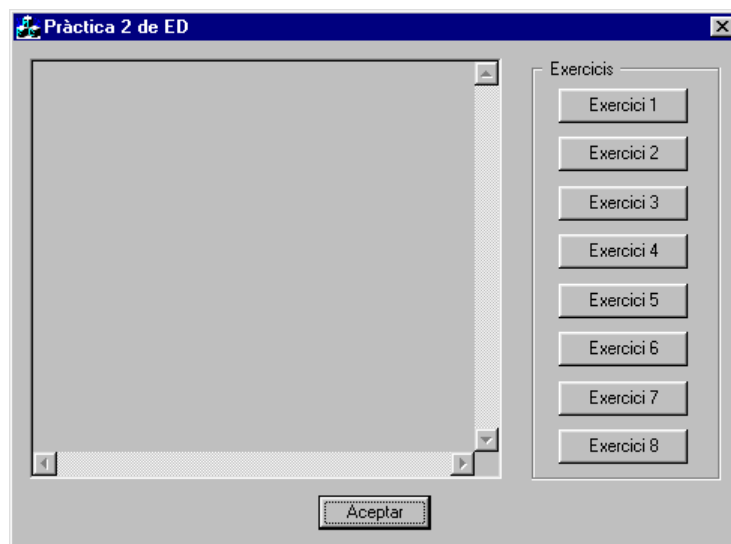 Pràctica 2 de ED
Exercicis
Exercici 1
Exercici 2
Exercici 3
Exercici 4
Exercici 5
Exercici 6
Exercici 7
Exercici 8
Aceptar